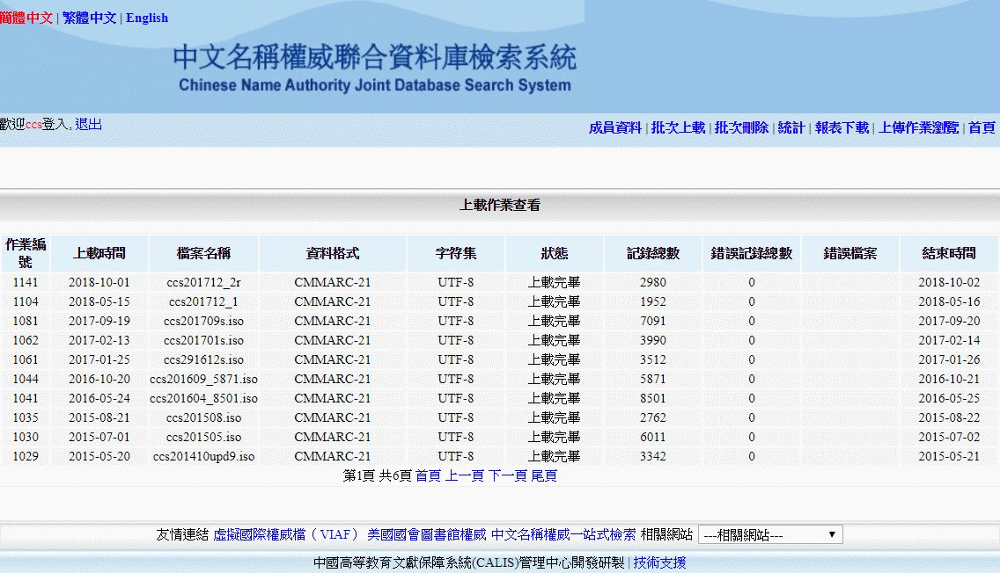 簡體中文 | 繁體中文 | English
中文名稱權威聯合資料庫檢索系統
Chinese Name Authority Joint Database Search System
歡迎ccs登入, 退出
成員資料 | 批次上載 | 批次刪除 | 統計 | 報表下載 | 上傳作業瀏覽 | 首頁
上載作業查看
作業編號 上載時間 檔案名稱 資料格式 字符集 狀態 記錄總數 錯誤記錄總數 錯誤檔案 結束時間
1141 2018-10-01 ccs201712_2r CMMARC-21 UTF-8 上載完畢 2980 0 2018-10-02
1104 2018-05-15 ccs201712_1 CMMARC-21 UTF-8 上載完畢 1952 0 2018-05-16
1081 2017-09-19 ccs201709s.iso CMMARC-21 UTF-8 上載完畢 7091 0 2017-09-20
1062 2017-02-13 ccs201701s.iso CMMARC-21 UTF-8 上載完畢 3990 0 2017-02-14
1061 2017-01-25 ccs291612s.iso CMMARC-21 UTF-8 上載完畢 3512 0 2017-01-26
1044 2016-10-20 ccs201609_5871.iso CMMARC-21 UTF-8 上載完畢 5871 0 2016-10-21
1041 2016-05-24 ccs201604_8501.iso CMMARC-21 UTF-8 上載完畢 8501 0 2016-05-25
1035 2015-08-21 ccs201508.iso CMMARC-21 UTF-8 上載完畢 2762 0 2015-08-22
1030 2015-07-01 ccs201505.iso CMMARC-21 UTF-8 上載完畢 6011 0 2015-07-02
1029 2015-05-20 ccs201410upd9.iso CMMARC-21 UTF-8 上載完畢 3342 0 2015-05-21
第1頁 共6頁 首頁 上一頁 下一頁 尾頁
友情連結 虛擬國際權威檔（VIAF） 美國國會圖書館權威 中文名稱權威一站式檢索 相關網站 ---相關網站---
中國高等教育文獻保障系統(CALIS)管理中心開發研製 | 技術支援